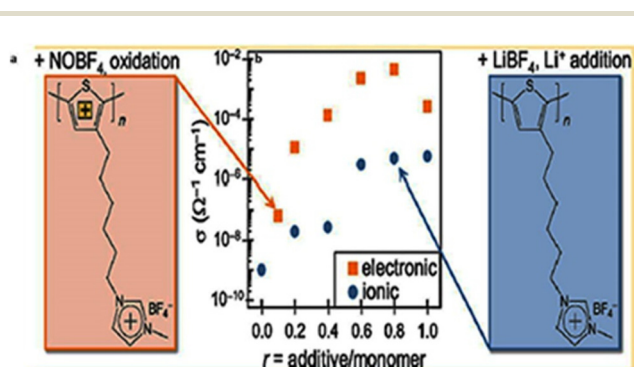 a
+ NOBF4, oxidation
b
+ LiBF4, Li+ addition
S
+
n
N
N
+
BF4−
σ (Ω−1 cm−1)
10-2
10-4
10-6
10-8
10-10
electronic
ionic
0.0 0.2 0.4 0.6 0.8 1.0
r = additive/monomer
S
n
N
N
+
BF4−